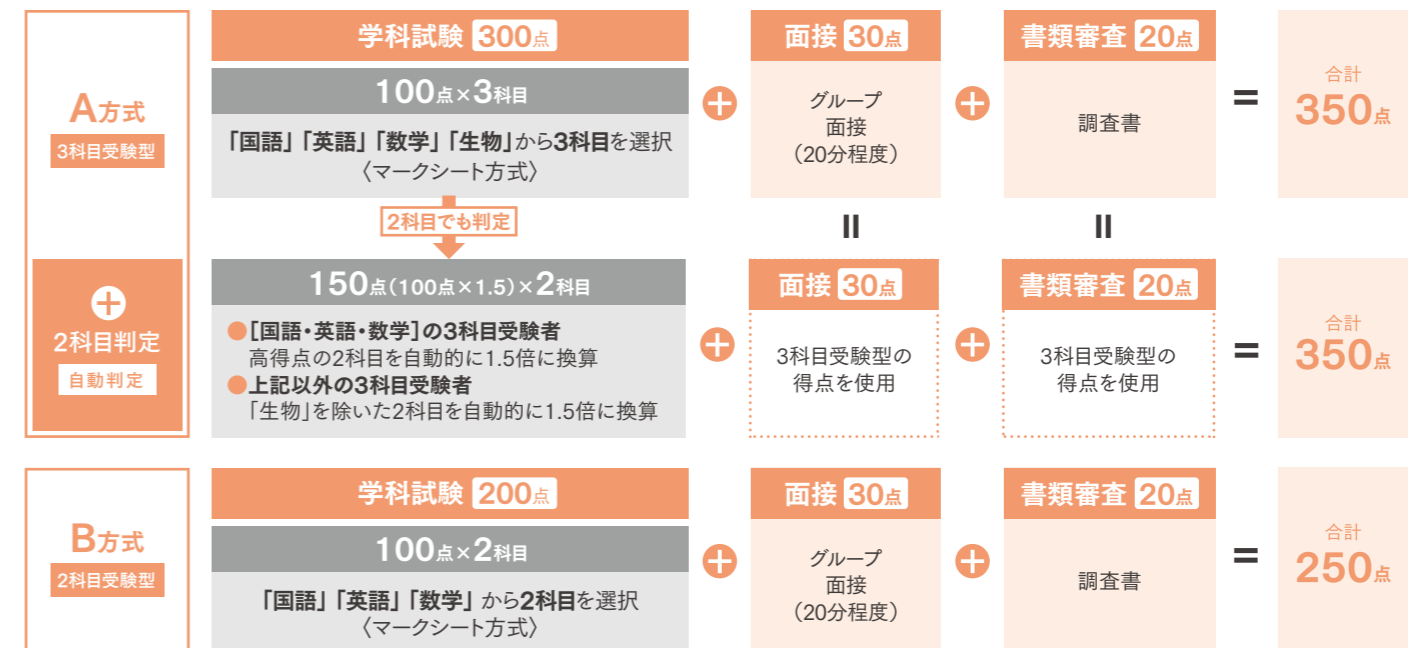 A方式
3科目受験型
学科試験 300点
100点×3科目
「国語」「英語」「数学」「生物」から3科目を選択
〈マークシート方式〉
+
面接 30点
グループ
面接
（20分程度）
+
書類審査 20点
調査書
=
合計
350点
2科目でも判定
=
=
+
2科目判定
自動判定
150点(100点×1.5)×2科目
●［国語・英語・数学］の3科目受験者
高得点の2科目を自動的に1.5倍に換算
●上記以外の3科目受験者
「生物」を除いた2科目を自動的に1.5倍に換算
+
面接 30点
3科目受験型の
得点を使用
+
書類審査 20点
3科目受験型の
得点を使用
=
合計
350点
B方式
2科目受験型
学科試験 200点
100点×2科目
「国語」「英語」「数学」から2科目を選択
〈マークシート方式〉
+
面接 30点
グループ
面接
（20分程度）
+
書類審査 20点
調査書
=
合計
250点